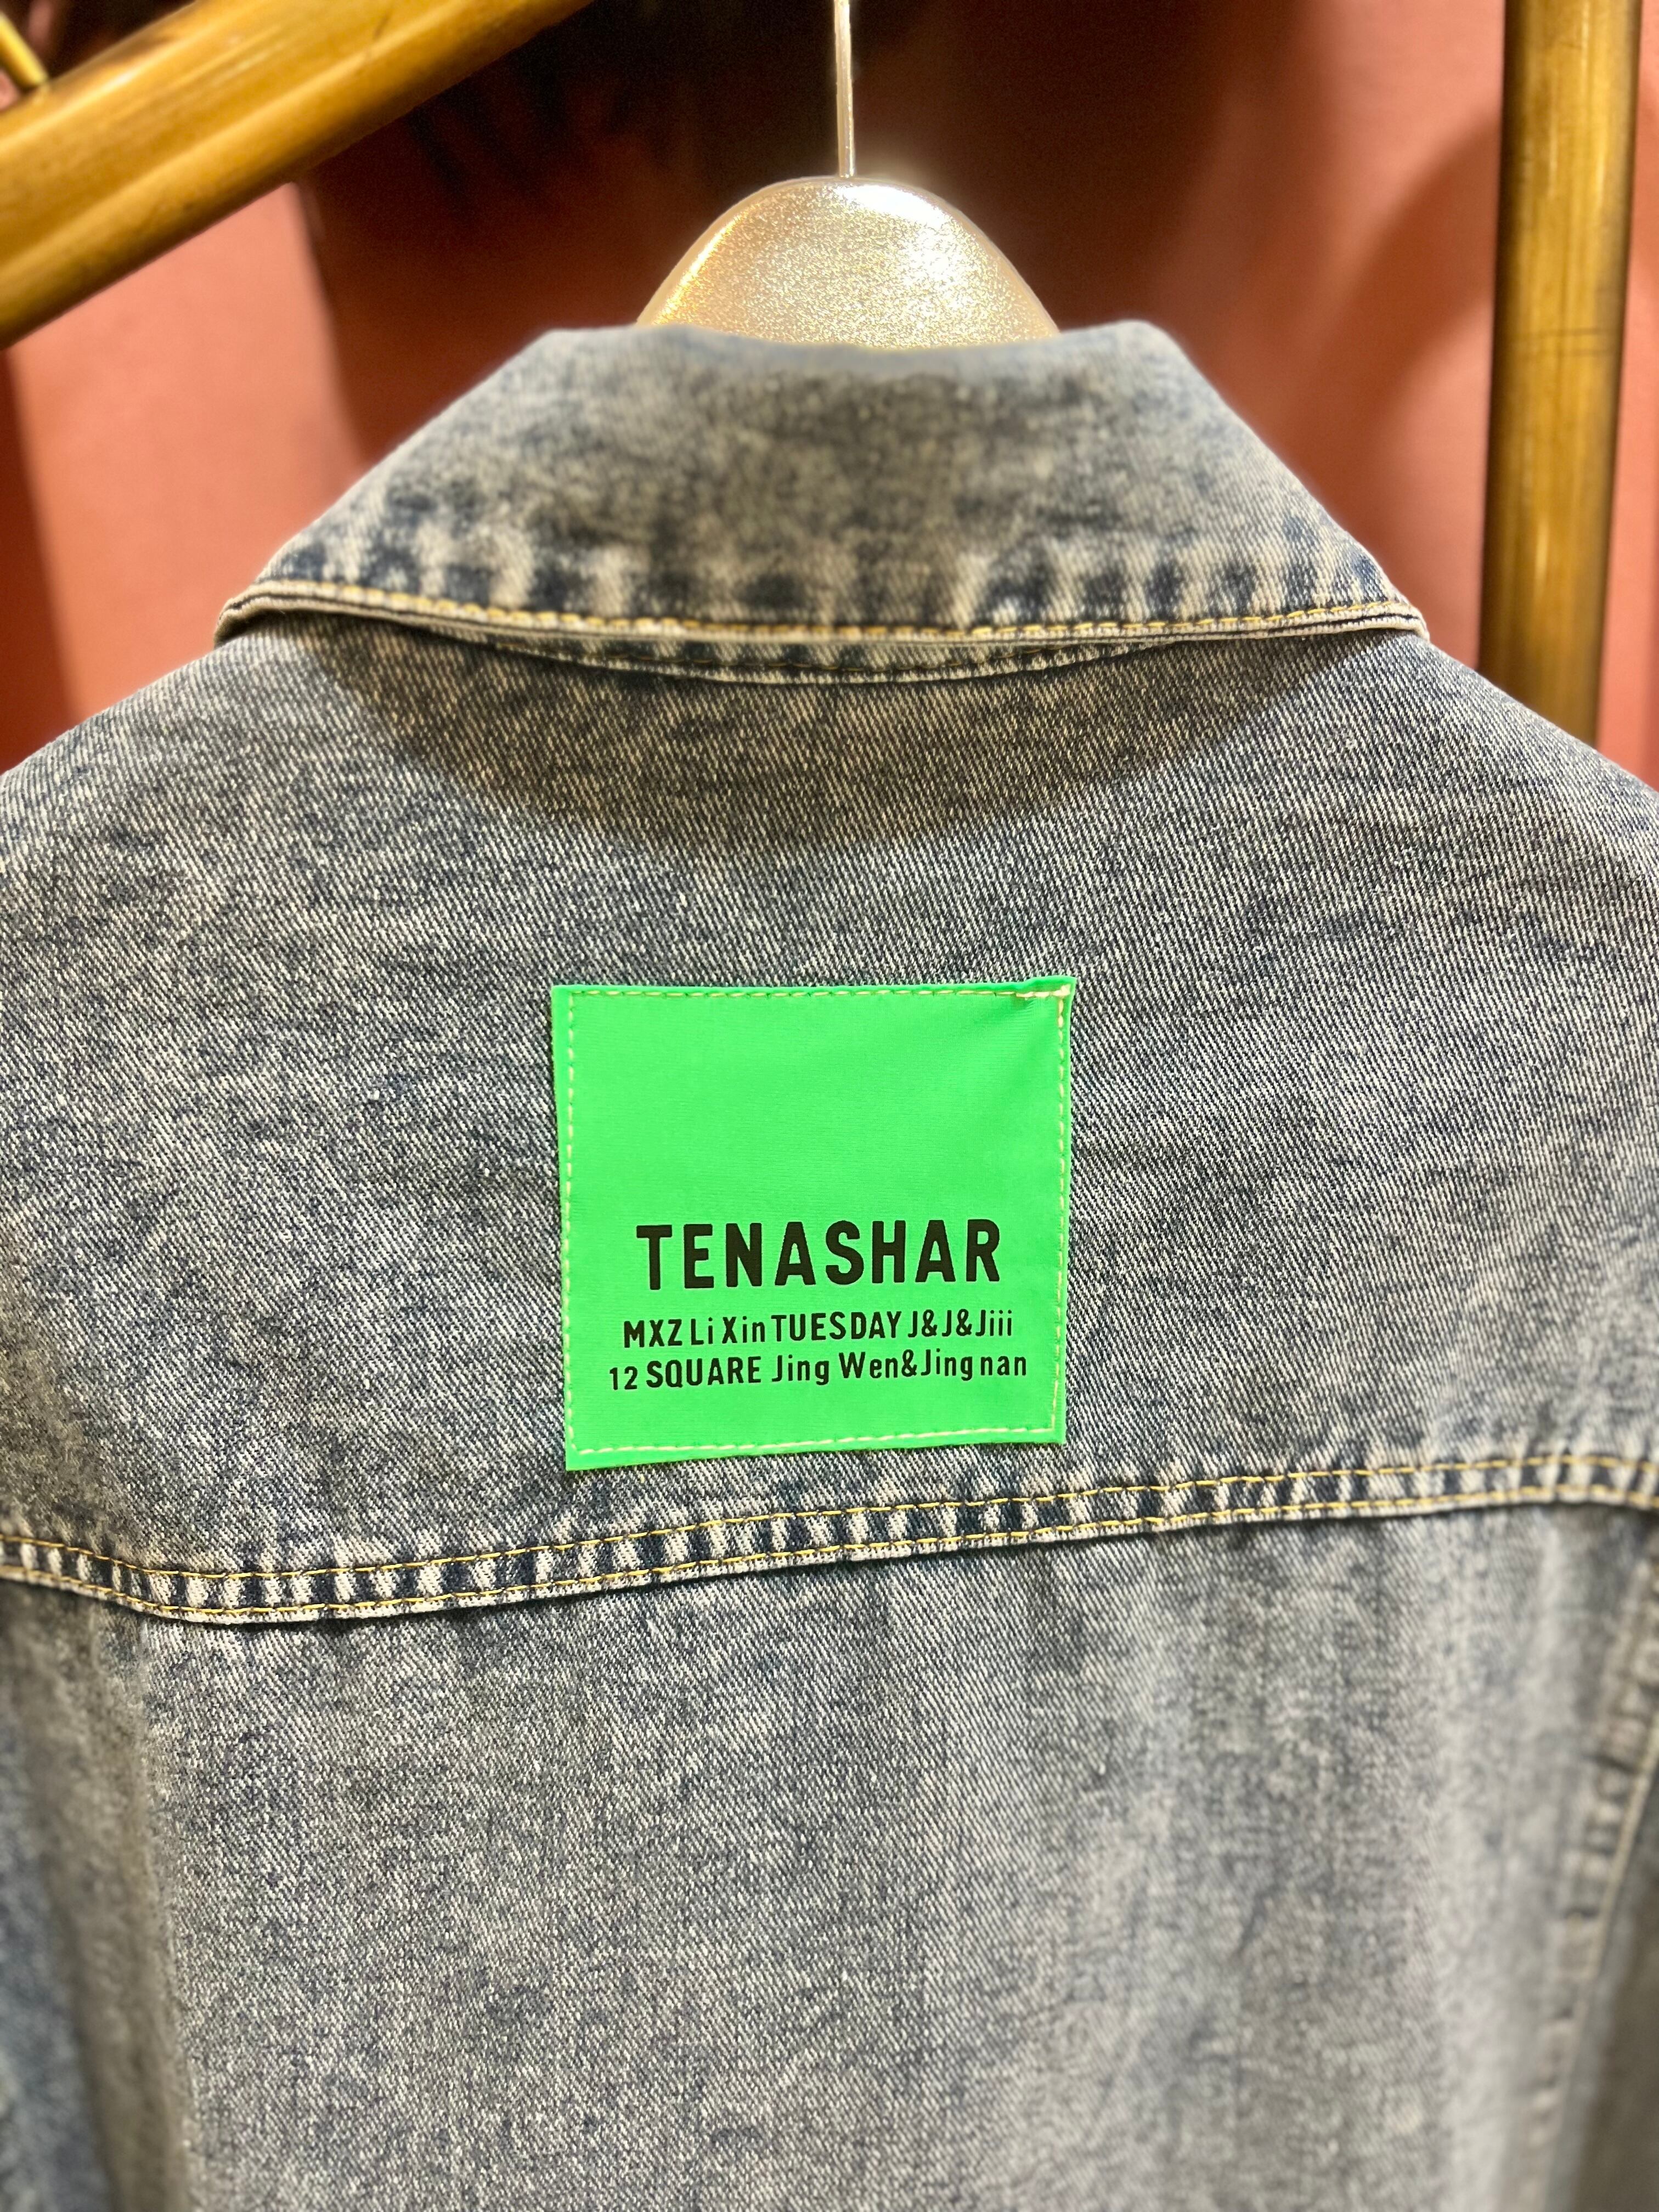 TENASHAR
MXZ Li Xin TUESDAY J&J&Jiii
12 SQUARE Jing Wen&Jing nan